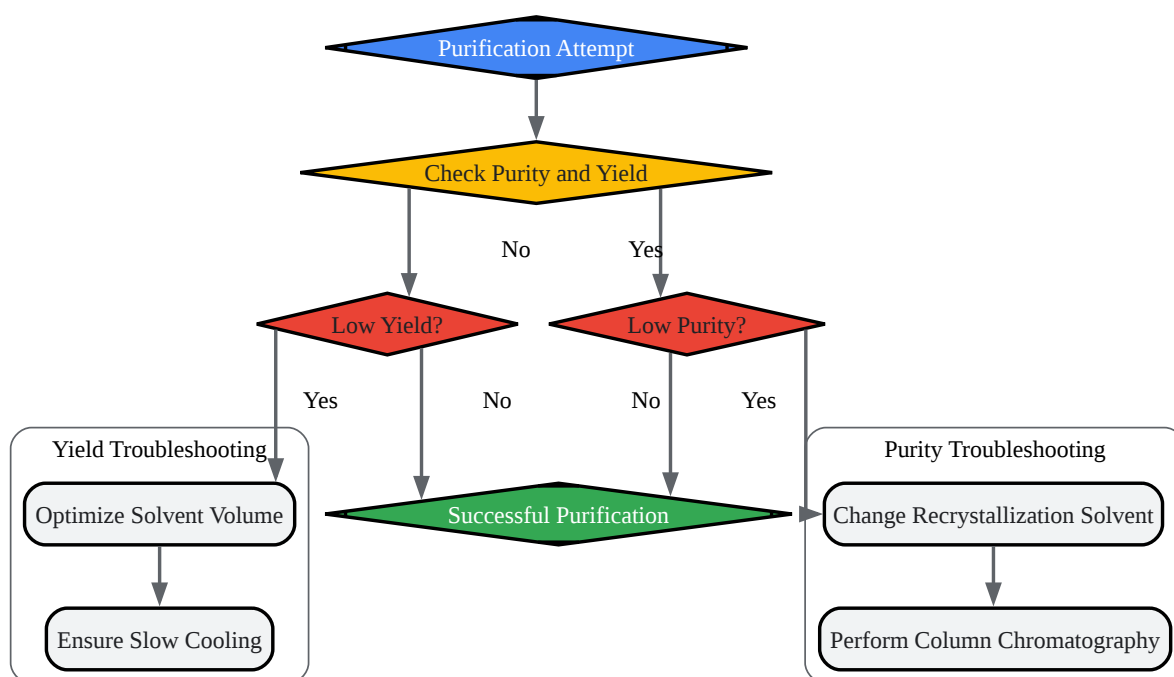 Purification Attempt
Check Purity and Yield
No
Yes
Low Yield?
Low Purity?
Yes
No
No
Yes
Yield Troubleshooting
Purity Troubleshooting
Optimize Solvent Volume
Successful Purification
Change Recrystallization Solvent
Ensure Slow Cooling
Perform Column Chromatography